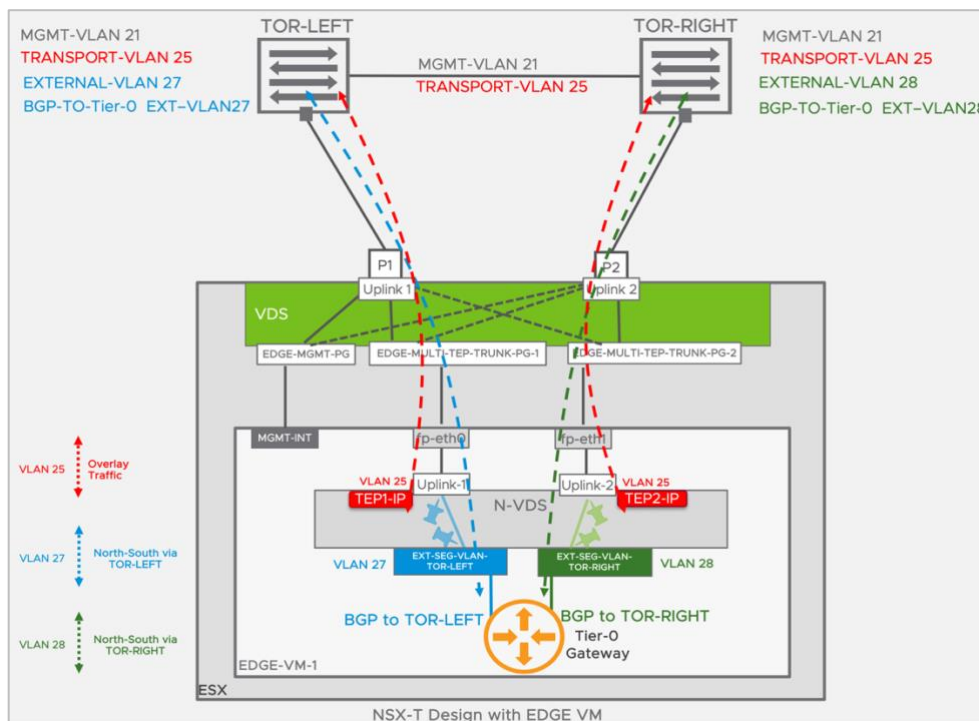 TOR-LEFT
TOR-RIGHT
MGMT-VLAN 21
TRANSPORT-VLAN 25
EXTERNAL-VLAN 27
BGP-TO-Tier-0 EXT-VLAN27
MGMT-VLAN 21
TRANSPORT-VLAN 25
MGMT-VLAN 21
TRANSPORT-VLAN 25
EXTERNAL-VLAN 28
BGP-TO-Tier-0 EXT-VLAN28
P1
P2
Uplink 1
Uplink 2
VDS
EDGE-MGMT-PG
EDGE-MULTI-TEP-TRUNK-PG-1
EDGE-MULTI-TEP-TRUNK-PG-2
MGMT-INT
fp-eth0
fp-eth1
VLAN 25
Uplink-1
Uplink-2
VLAN 25
TEP1-IP
N-VDS
TEP2-IP
VLAN 27
EXT-SEG-VLAN-
TOR-LEFT
EXT-SEG-VLAN-
TOR-RIGHT
VLAN 28
BGP to TOR-LEFT
BGP to TOR-RIGHT
Tier-0
Gateway
EDGE-VM-1
ESX
VLAN 25
Overlay
Traffic
VLAN 27
North-South via
TOR-LEFT
VLAN 28
North-South via
TOR-RIGHT
NSX-T Design with EDGE VM